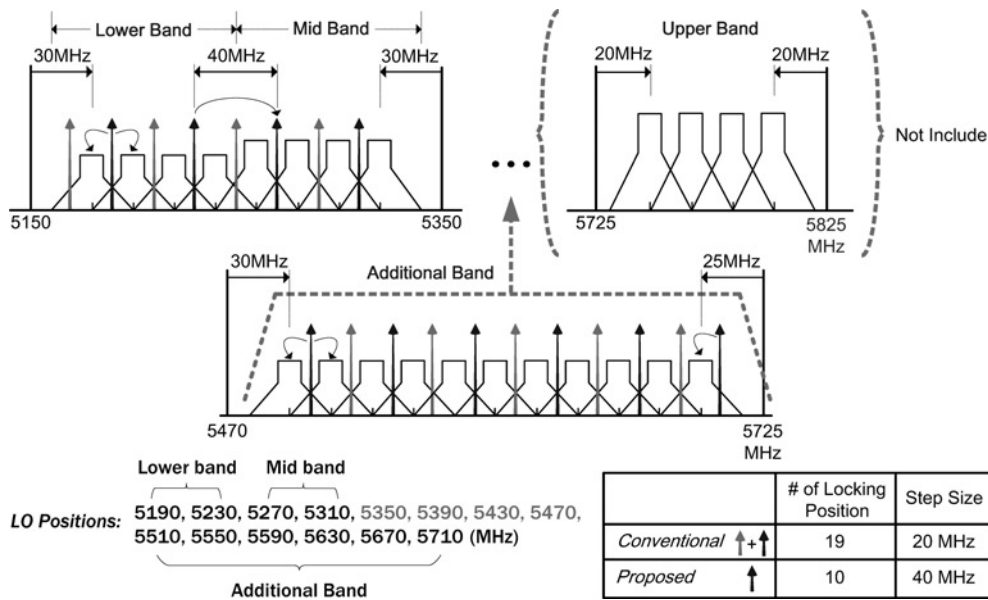 Lower Band
Mid Band
Upper Band
30MHz
40MHz
30MHz
20MHz
20MHz
Not Include
5150
5350
5725
5825
MHz
30MHz
Additional Band
25MHz
5470
5725
MHz
Lower band
Mid band
LO Positions:
5190, 5230, 5270, 5310, 5350, 5390, 5430, 5470,
5510, 5550, 5590, 5630, 5670, 5710 (MHz)
Additional Band
# of Locking Position
Step Size
Conventional + 19 20 MHz
Proposed 10 40 MHz